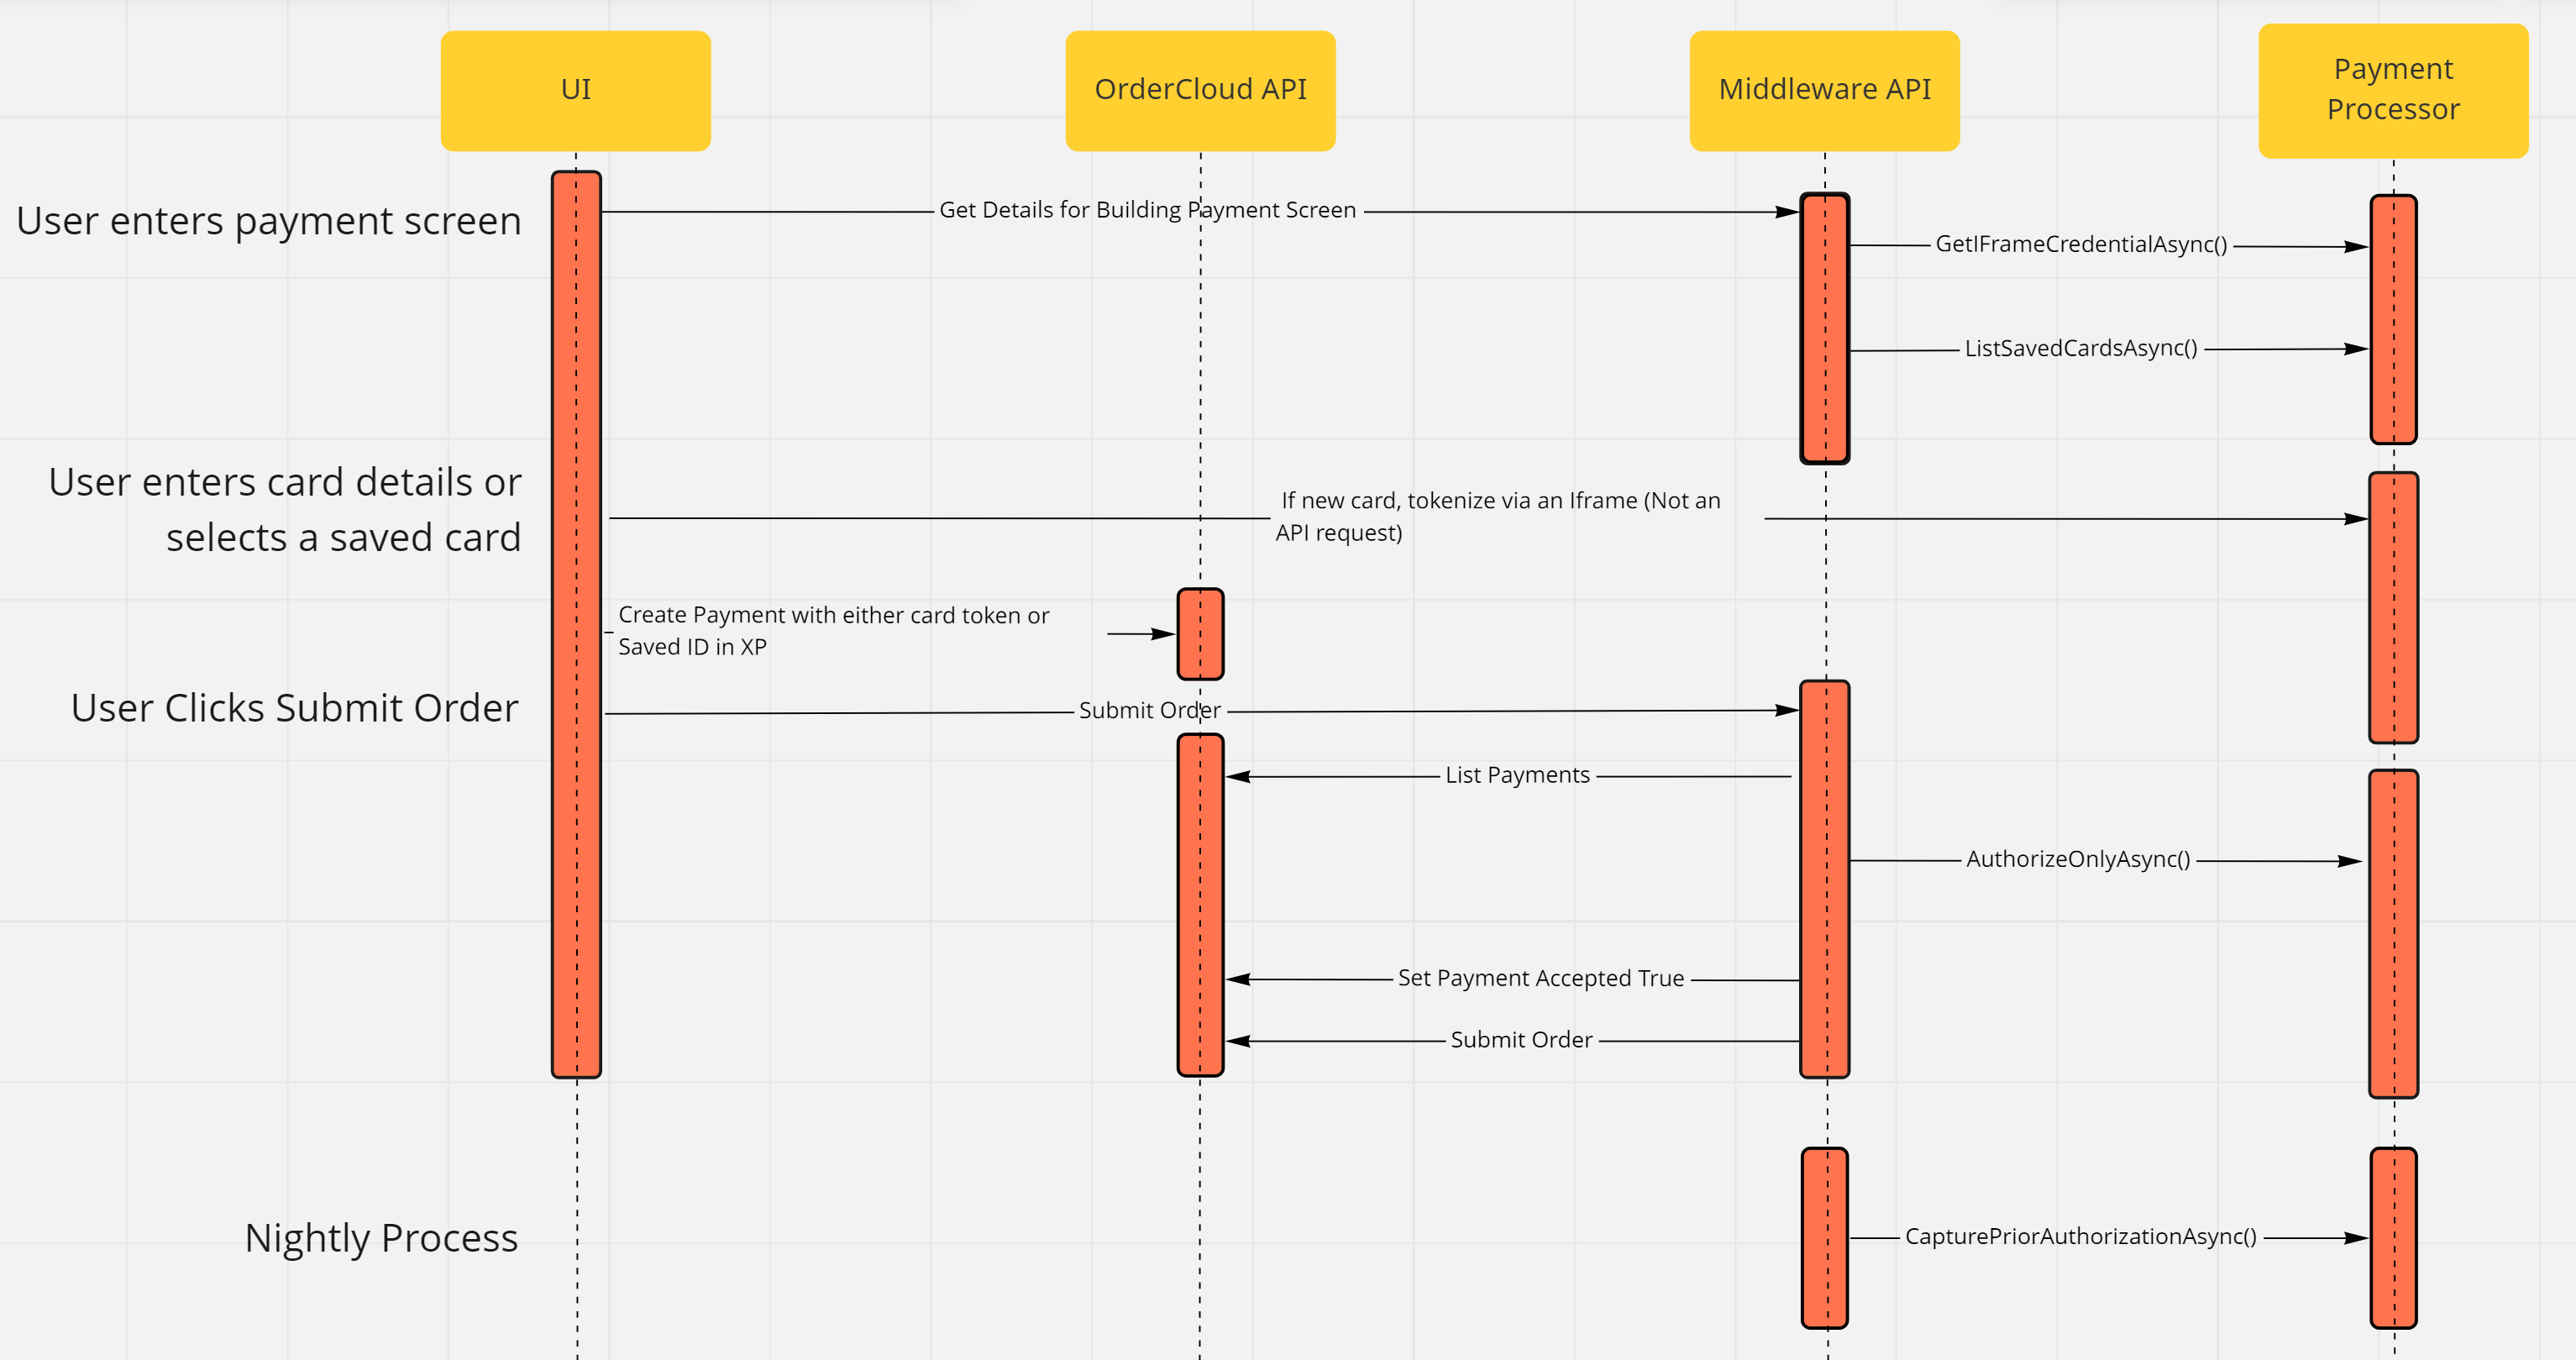 UI
OrderCloud API
Middleware API
Payment
Processor
User enters payment screen
Get Details for Building Payment Screen
GetIFrameCredentialAsync()
ListSavedCardsAsync()
User enters card details or
selects a saved card
If new card, tokenize via an Iframe (Not an
API request)
Create Payment with either card token or
Saved ID in XP
User Clicks Submit Order
Submit Order
List Payments
AuthorizeOnlyAsync()
Set Payment Accepted True
Submit Order
Nightly Process
CapturePriorAuthorizationAsync()